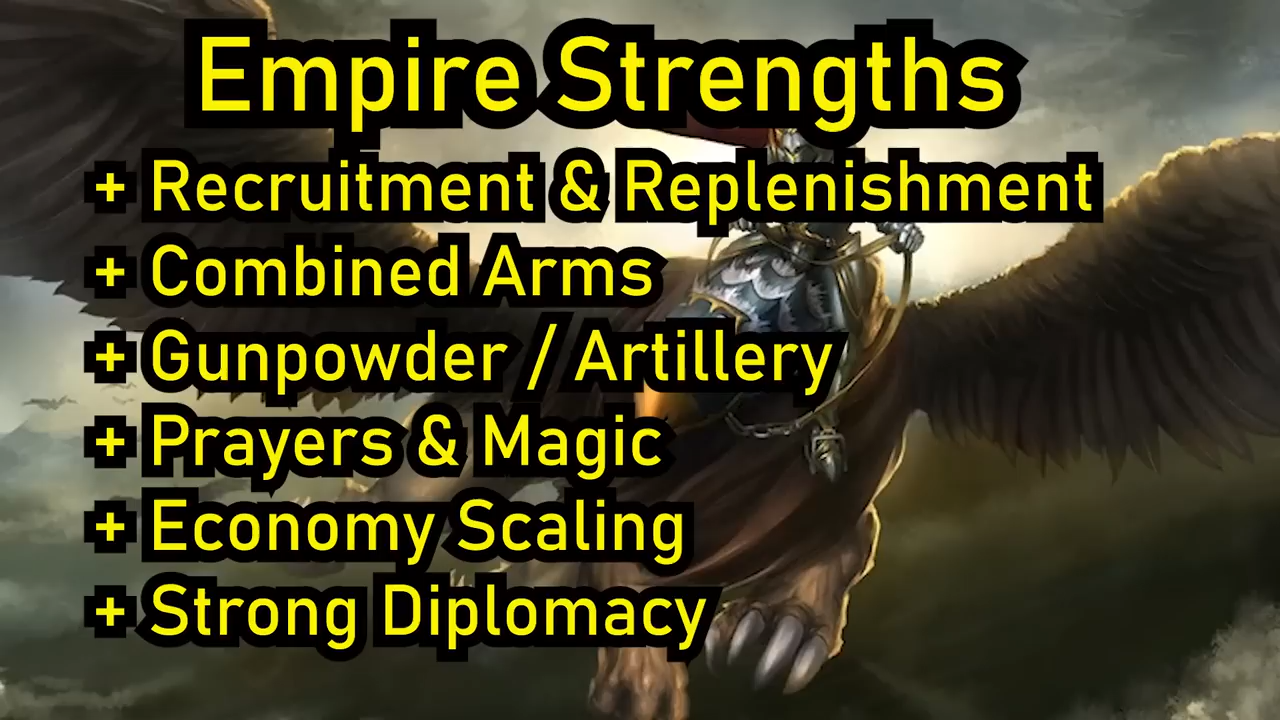 Empire Strengths
+ Recruitment & Replenishment
+ Combined Arms
+ Gunpowder / Artillery
+ Prayers & Magic
+ Economy Scaling
+ Strong Diplomacy